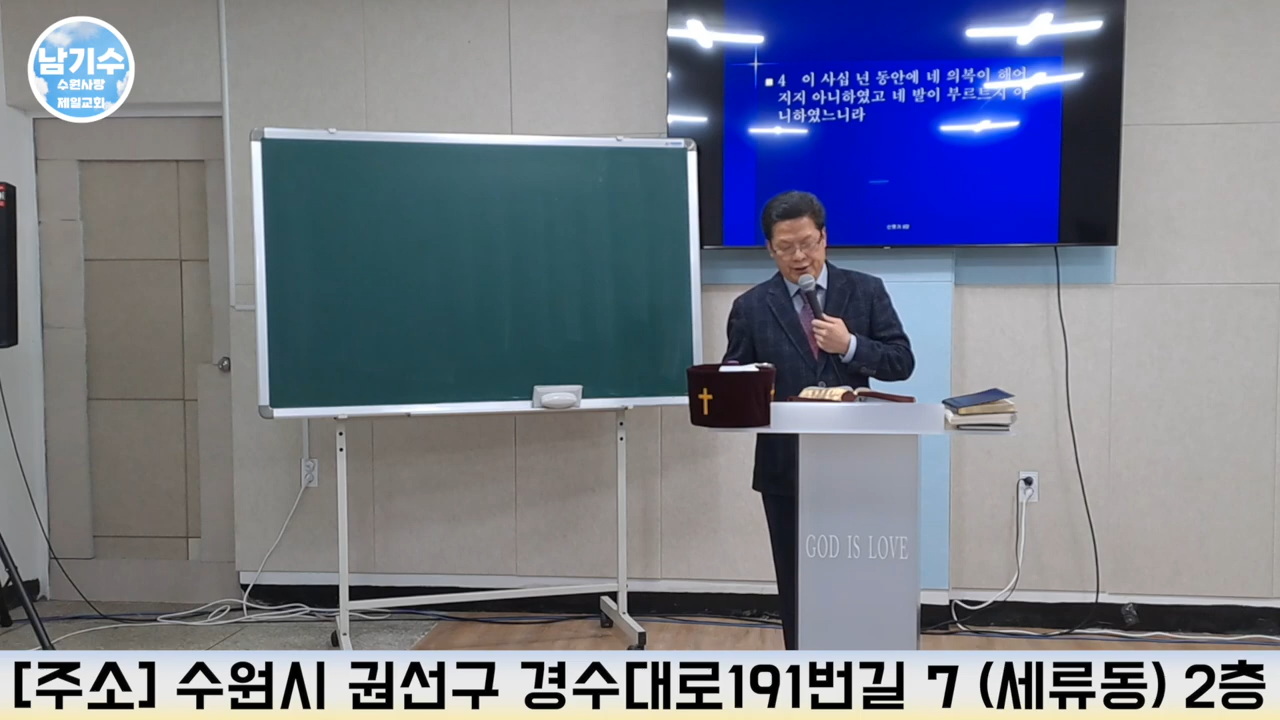 남기수
수원사랑
제일교회
4 이 사십 년 동안에 네 의복이 해어
지지 아니하였고 네 발이 부르트지 아
니하였느니라
GOD IS LOVE
[주소] 수원시 권선구 경수대로191번길 7 (세류동) 2층